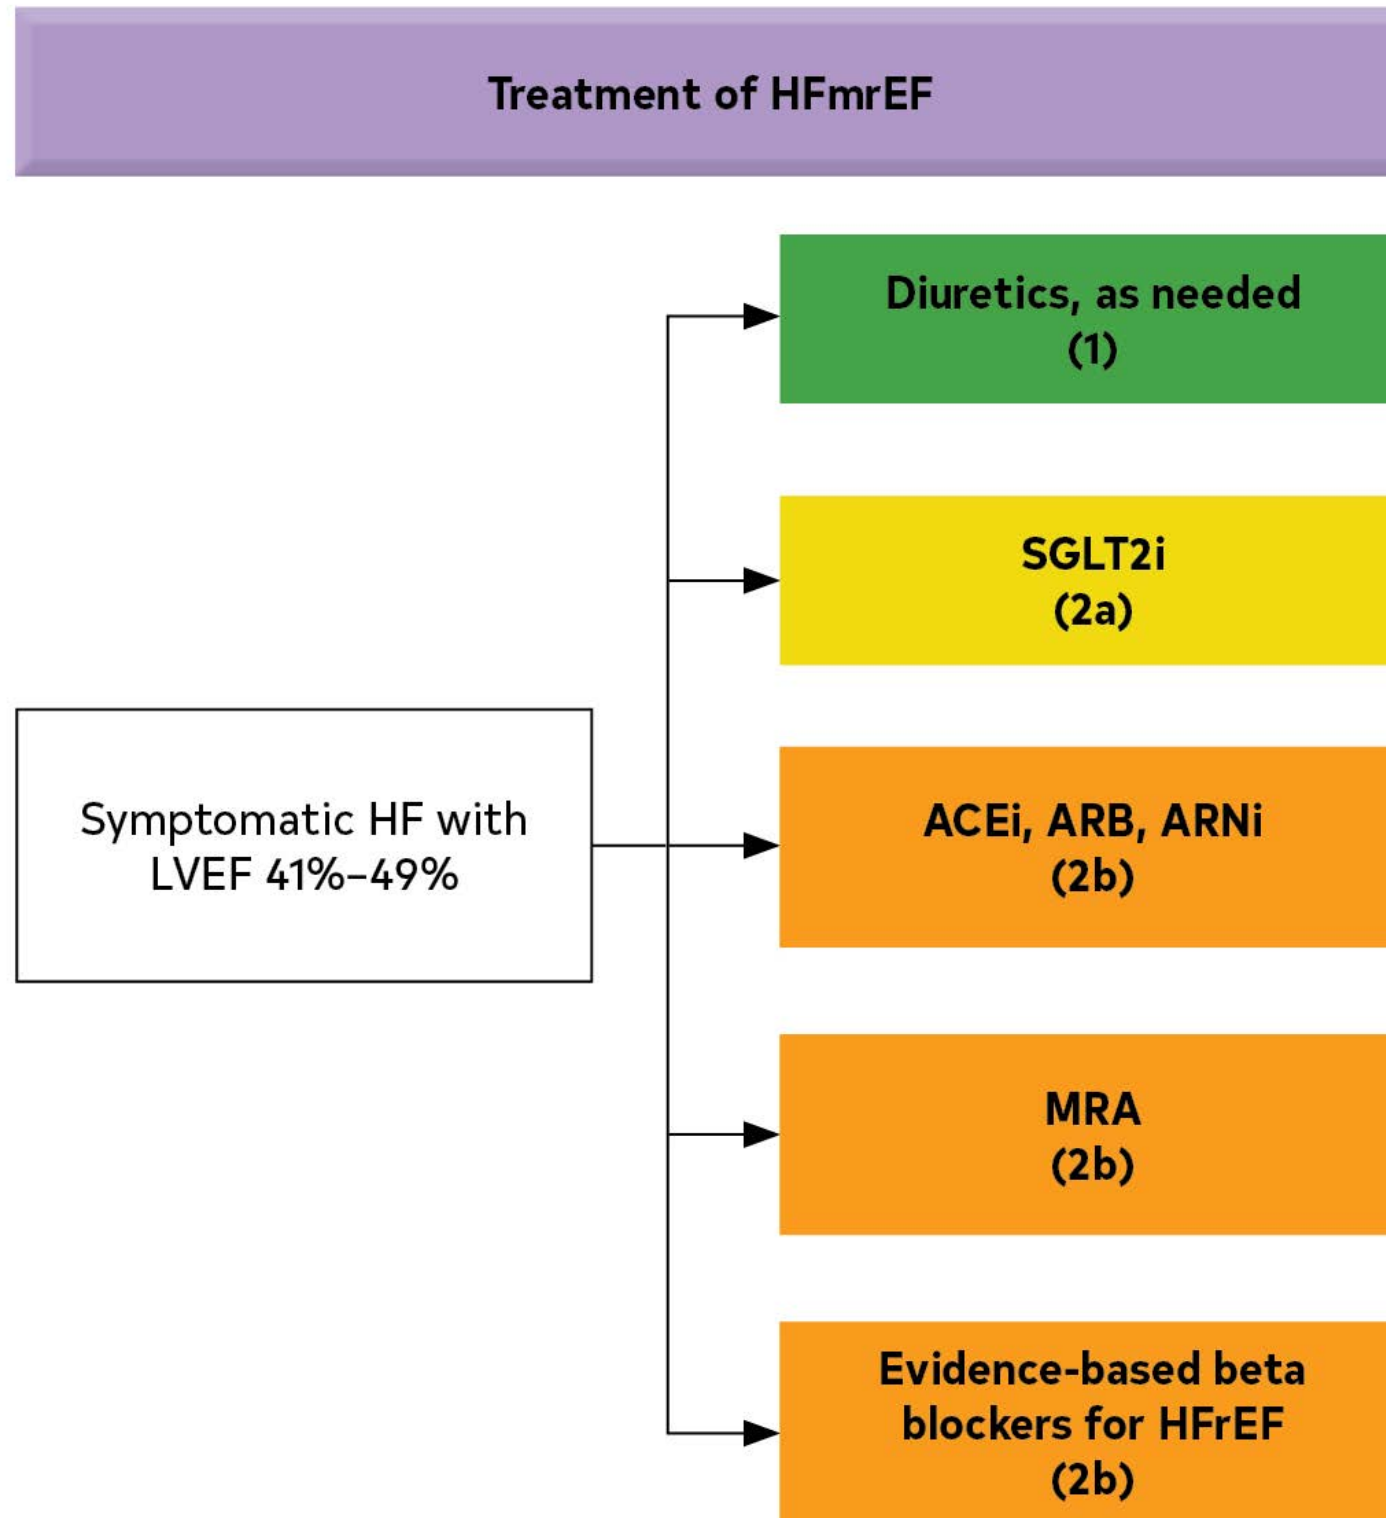 Treatment of HFmrEF
Diuretics, as needed
(1)
SGLT2i
(2a)
Symptomatic HF with
LVEF 41%–49%
ACEi, ARB, ARNi
(2b)
MRA
(2b)
Evidence-based beta
blockers for HFrEF
(2b)